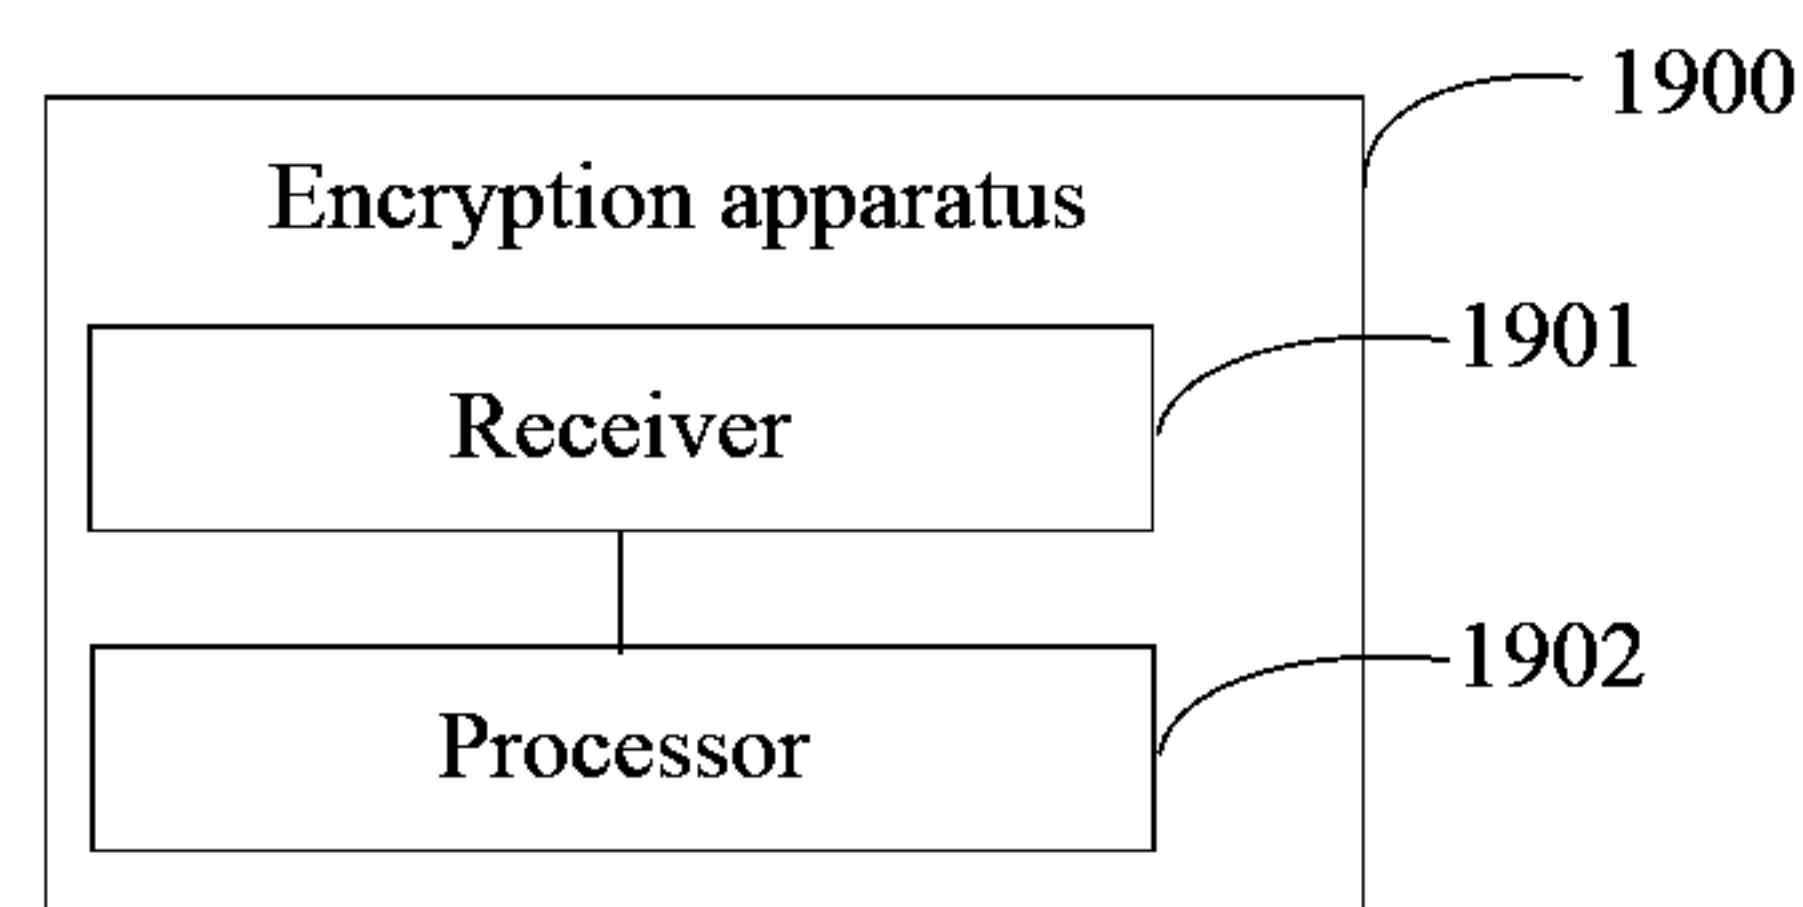 1900
Encryption apparatus
1901
Receiver
1902
Processor